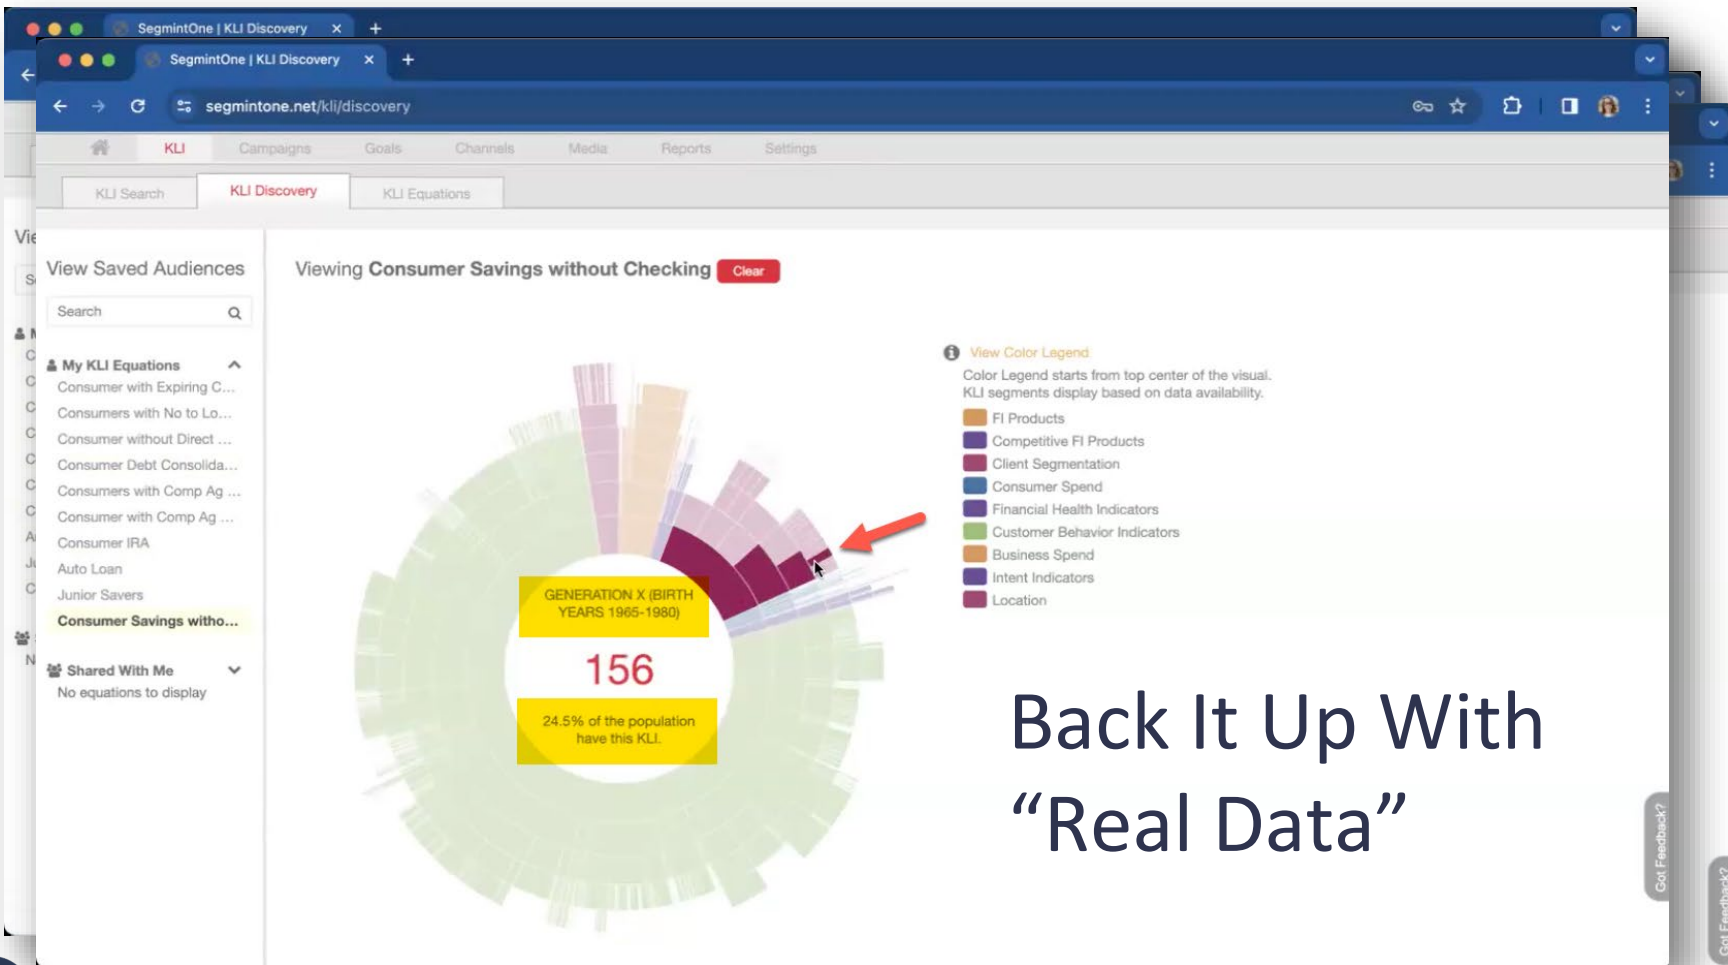 SegmintOne | KLI Discovery
SegmintOne | KLI Discovery
segmintone.net/kli/discovery
KLI Campaigns Goals Channels Media Reports Settings
KLI Search KLI Discovery KLI Equations
View Saved Audiences
Search
My KLI Equations
Consumer with Expiring C...
Consumers with No to Lo...
Consumer without Direct ...
Consumer Debt Consolida...
Consumers with Comp Ag ...
Consumer with Comp Ag ...
Consumer IRA
Auto Loan
Junior Savers
Consumer Savings witho...
Shared With Me
No equations to display
Viewing Consumer Savings without Checking Clear
GENERATION X (BIRTH
YEARS 1965-1980)
156
24.5% of the population
have this KLI.
View Color Legend
Color Legend starts from top center of the visual.
KLI segments display based on data availability.
FI Products
Competitive FI Products
Client Segmentation
Consumer Spend
Financial Health Indicators
Customer Behavior Indicators
Business Spend
Intent Indicators
Location
Back It Up With
“Real Data”
Got Feedback?
Got Feedback?